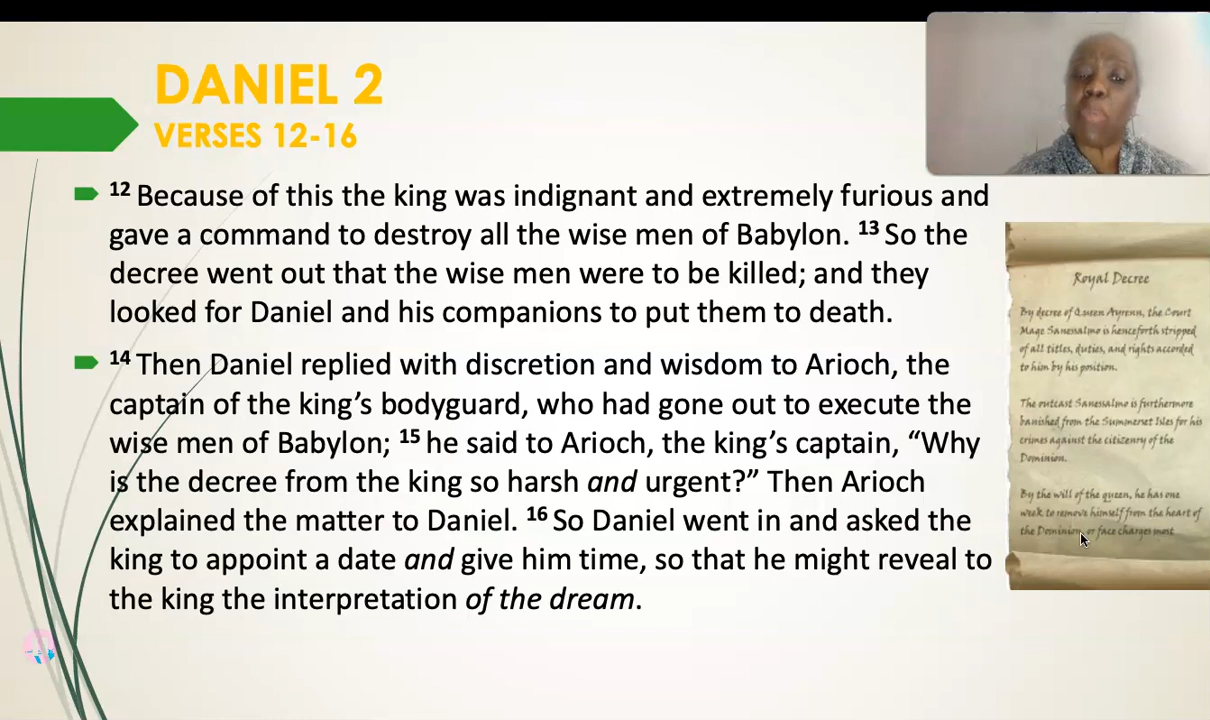 DANIEL 2
VERSES 12-16
12 Because of this the king was indignant and extremely furious and
gave a command to destroy all the wise men of Babylon. 13 So the
decree went out that the wise men were to be killed; and they
looked for Daniel and his companions to put them to death.
14 Then Daniel replied with discretion and wisdom to Arioch, the
captain of the king’s bodyguard, who had gone out to execute the
wise men of Babylon; 15 he said to Arioch, the king’s captain, “Why
is the decree from the king so harsh and urgent?” Then Arioch
explained the matter to Daniel. 16 So Daniel went in and asked the
king to appoint a date and give him time, so that he might reveal to
the king the interpretation of the dream.
Royal Decree
By decree of Queen Ayrenn, the Court
Mage Sanessalmo is henceforth stripped
of all titles, duties, and rights accorded
to him by his position.
The outcast Sanessalmo is furthermore
banished from the Summerset Isles for his
crimes against the citizenry of the
Dominion.
By the will of the queen, he has one
week to remove himself from the heart of
the Dominion, or face charges most